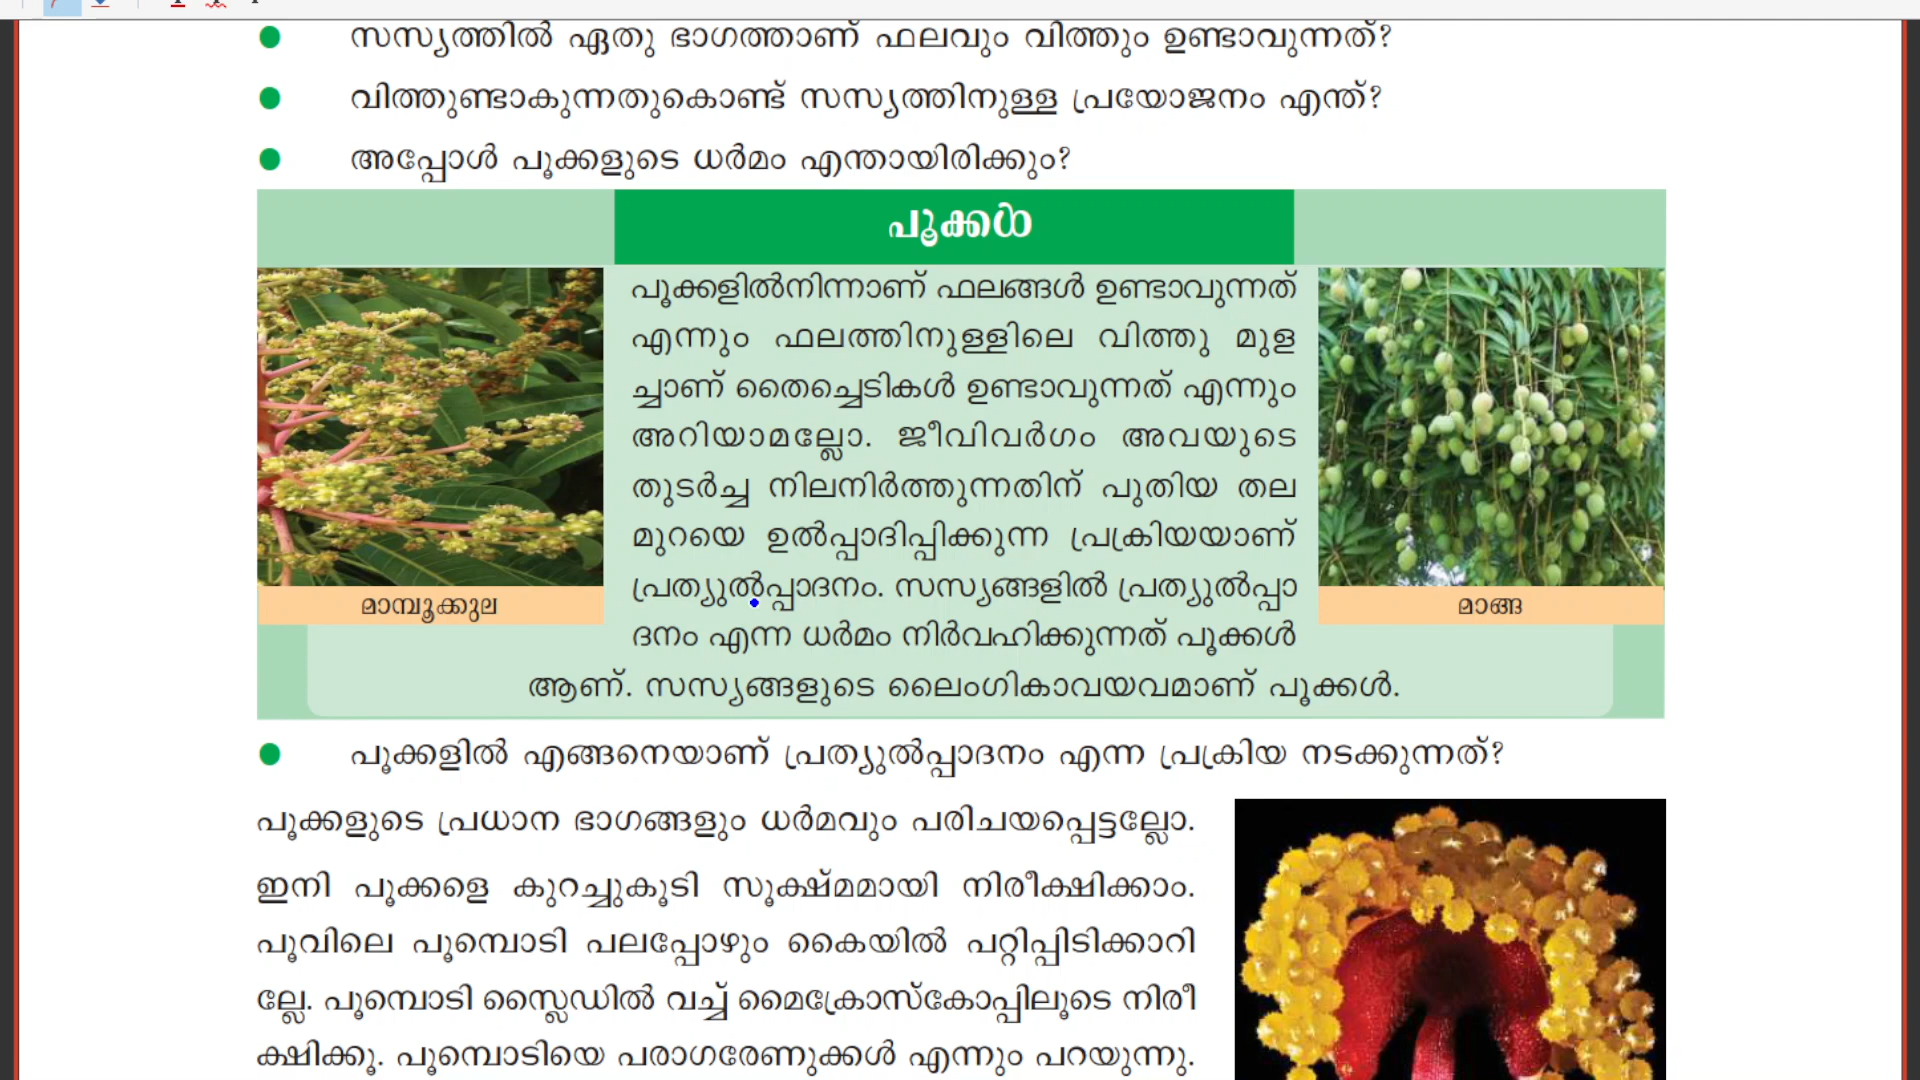 സസ്യത്തിൽ ഏതു ഭാഗത്താണ് ഫലവും വിത്തും ഉണ്ടാവുന്നത്?
വിത്തുണ്ടാകുന്നതുകൊണ്ട് സസ്യത്തിനുള്ള പ്രയോജനം എന്ത്?
അപ്പോൾ പൂക്കളുടെ ധർമം എന്തായിരിക്കും?
പൂക്കൾ
പൂക്കളിൽനിന്നാണ് ഫലങ്ങൾ ഉണ്ടാവുന്നത്
എന്നും ഫലത്തിനുള്ളിലെ വിത്തു മുള
ച്ചാണ് തൈച്ചെടികൾ ഉണ്ടാവുന്നത് എന്നും
അറിയാമല്ലോ. ജീവിവർഗം അവയുടെ
തുടർച്ച നിലനിർത്തുന്നതിന് പുതിയ തല
മുറയെ ഉൽപ്പാദിപ്പിക്കുന്ന പ്രക്രിയയാണ്
പ്രത്യുൽപ്പാദനം. സസ്യങ്ങളിൽ പ്രത്യുൽപ്പാ
ദനം എന്ന ധർമം നിർവഹിക്കുന്നത് പൂക്കൾ
ആണ്. സസ്യങ്ങളുടെ ലൈംഗികാവയവമാണ് പൂക്കൾ.
മാമ്പൂക്കുല
മാങ്ങ
പൂക്കളിൽ എങ്ങനെയാണ് പ്രത്യുൽപ്പാദനം എന്ന പ്രക്രിയ നടക്കുന്നത്?
പൂക്കളുടെ പ്രധാന ഭാഗങ്ങളും ധർമവും പരിചയപ്പെട്ടല്ലോ.
ഇനി പൂക്കളെ കുറച്ചുകൂടി സൂക്ഷ്മമായി നിരീക്ഷിക്കാം.
പൂവിലെ പൂമ്പൊടി പലപ്പോഴും കൈയിൽ പറ്റിപ്പിടിക്കാറി
ല്ലേ. പൂമ്പൊടി സ്ലൈഡിൽ വച്ച് മൈക്രോസ്കോപ്പിലൂടെ നിരീ
ക്ഷിക്കൂ. പൂമ്പൊടിയെ പരാഗരേണുക്കൾ എന്നും പറയുന്നു.